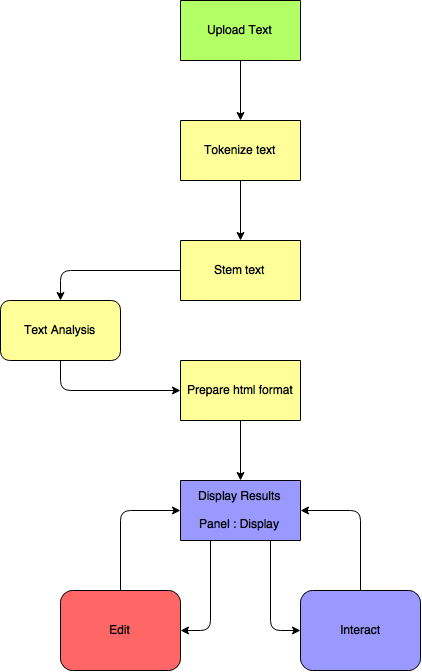 Upload Text
Tokenize text
Stem text
Text Analysis
Prepare html format
Display Results
Panel : Display
Edit
Interact